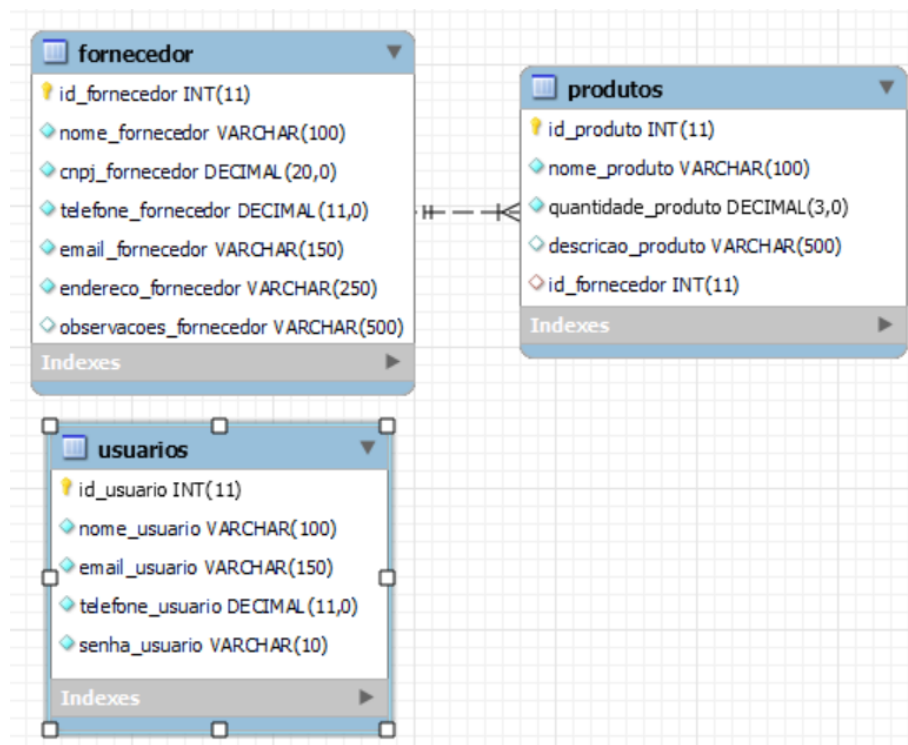 fornecedor
id_fornecedor INT(11)
nome_fornecedor VARCHAR(100)
cnpj_fornecedor DECIMAL(20,0)
telefone_fornecedor DECIMAL(11,0)
email_fornecedor VARCHAR(150)
endereco_fornecedor VARCHAR(250)
observacoes_fornecedor VARCHAR(500)
Indexes
produtos
id_produto INT(11)
nome_produto VARCHAR(100)
quantidade_produto DECIMAL(3,0)
descricao_produto VARCHAR(500)
id_fornecedor INT(11)
Indexes
usuarios
id_usuario INT(11)
nome_usuario VARCHAR(100)
email_usuario VARCHAR(150)
telefone_usuario DECIMAL(11,0)
senha_usuario VARCHAR(10)
Indexes